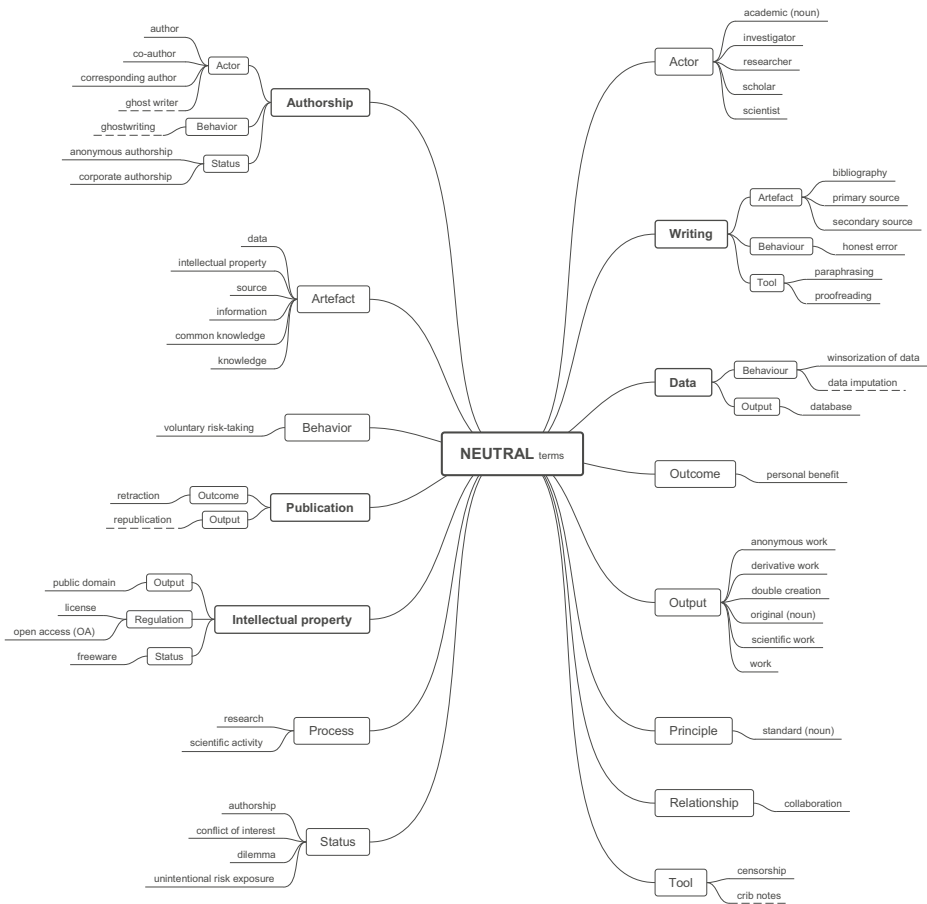 NEUTRAL terms
Authorship
Actor
author
co-author
corresponding author
ghost writer
Behavior
ghostwriting
Status
anonymous authorship
corporate authorship
Artefact
data
intellectual property
source
information
common knowledge
knowledge
Behavior
voluntary risk-taking
Publication
Outcome
retraction
Output
republication
Intellectual property
Output
public domain
Regulation
license
open access (OA)
Status
freeware
Process
research
scientific activity
Status
authorship
conflict of interest
dilemma
unintentional risk exposure
Actor
academic (noun)
investigator
researcher
scholar
scientist
Writing
Artefact
bibliography
primary source
secondary source
Behaviour
honest error
Tool
paraphrasing
proofreading
Data
Behaviour
winsorization of data
data imputation
Output
database
Outcome
personal benefit
Output
anonymous work
derivative work
double creation
original (noun)
scientific work
work
Principle
standard (noun)
Relationship
collaboration
Tool
censorship
crib notes